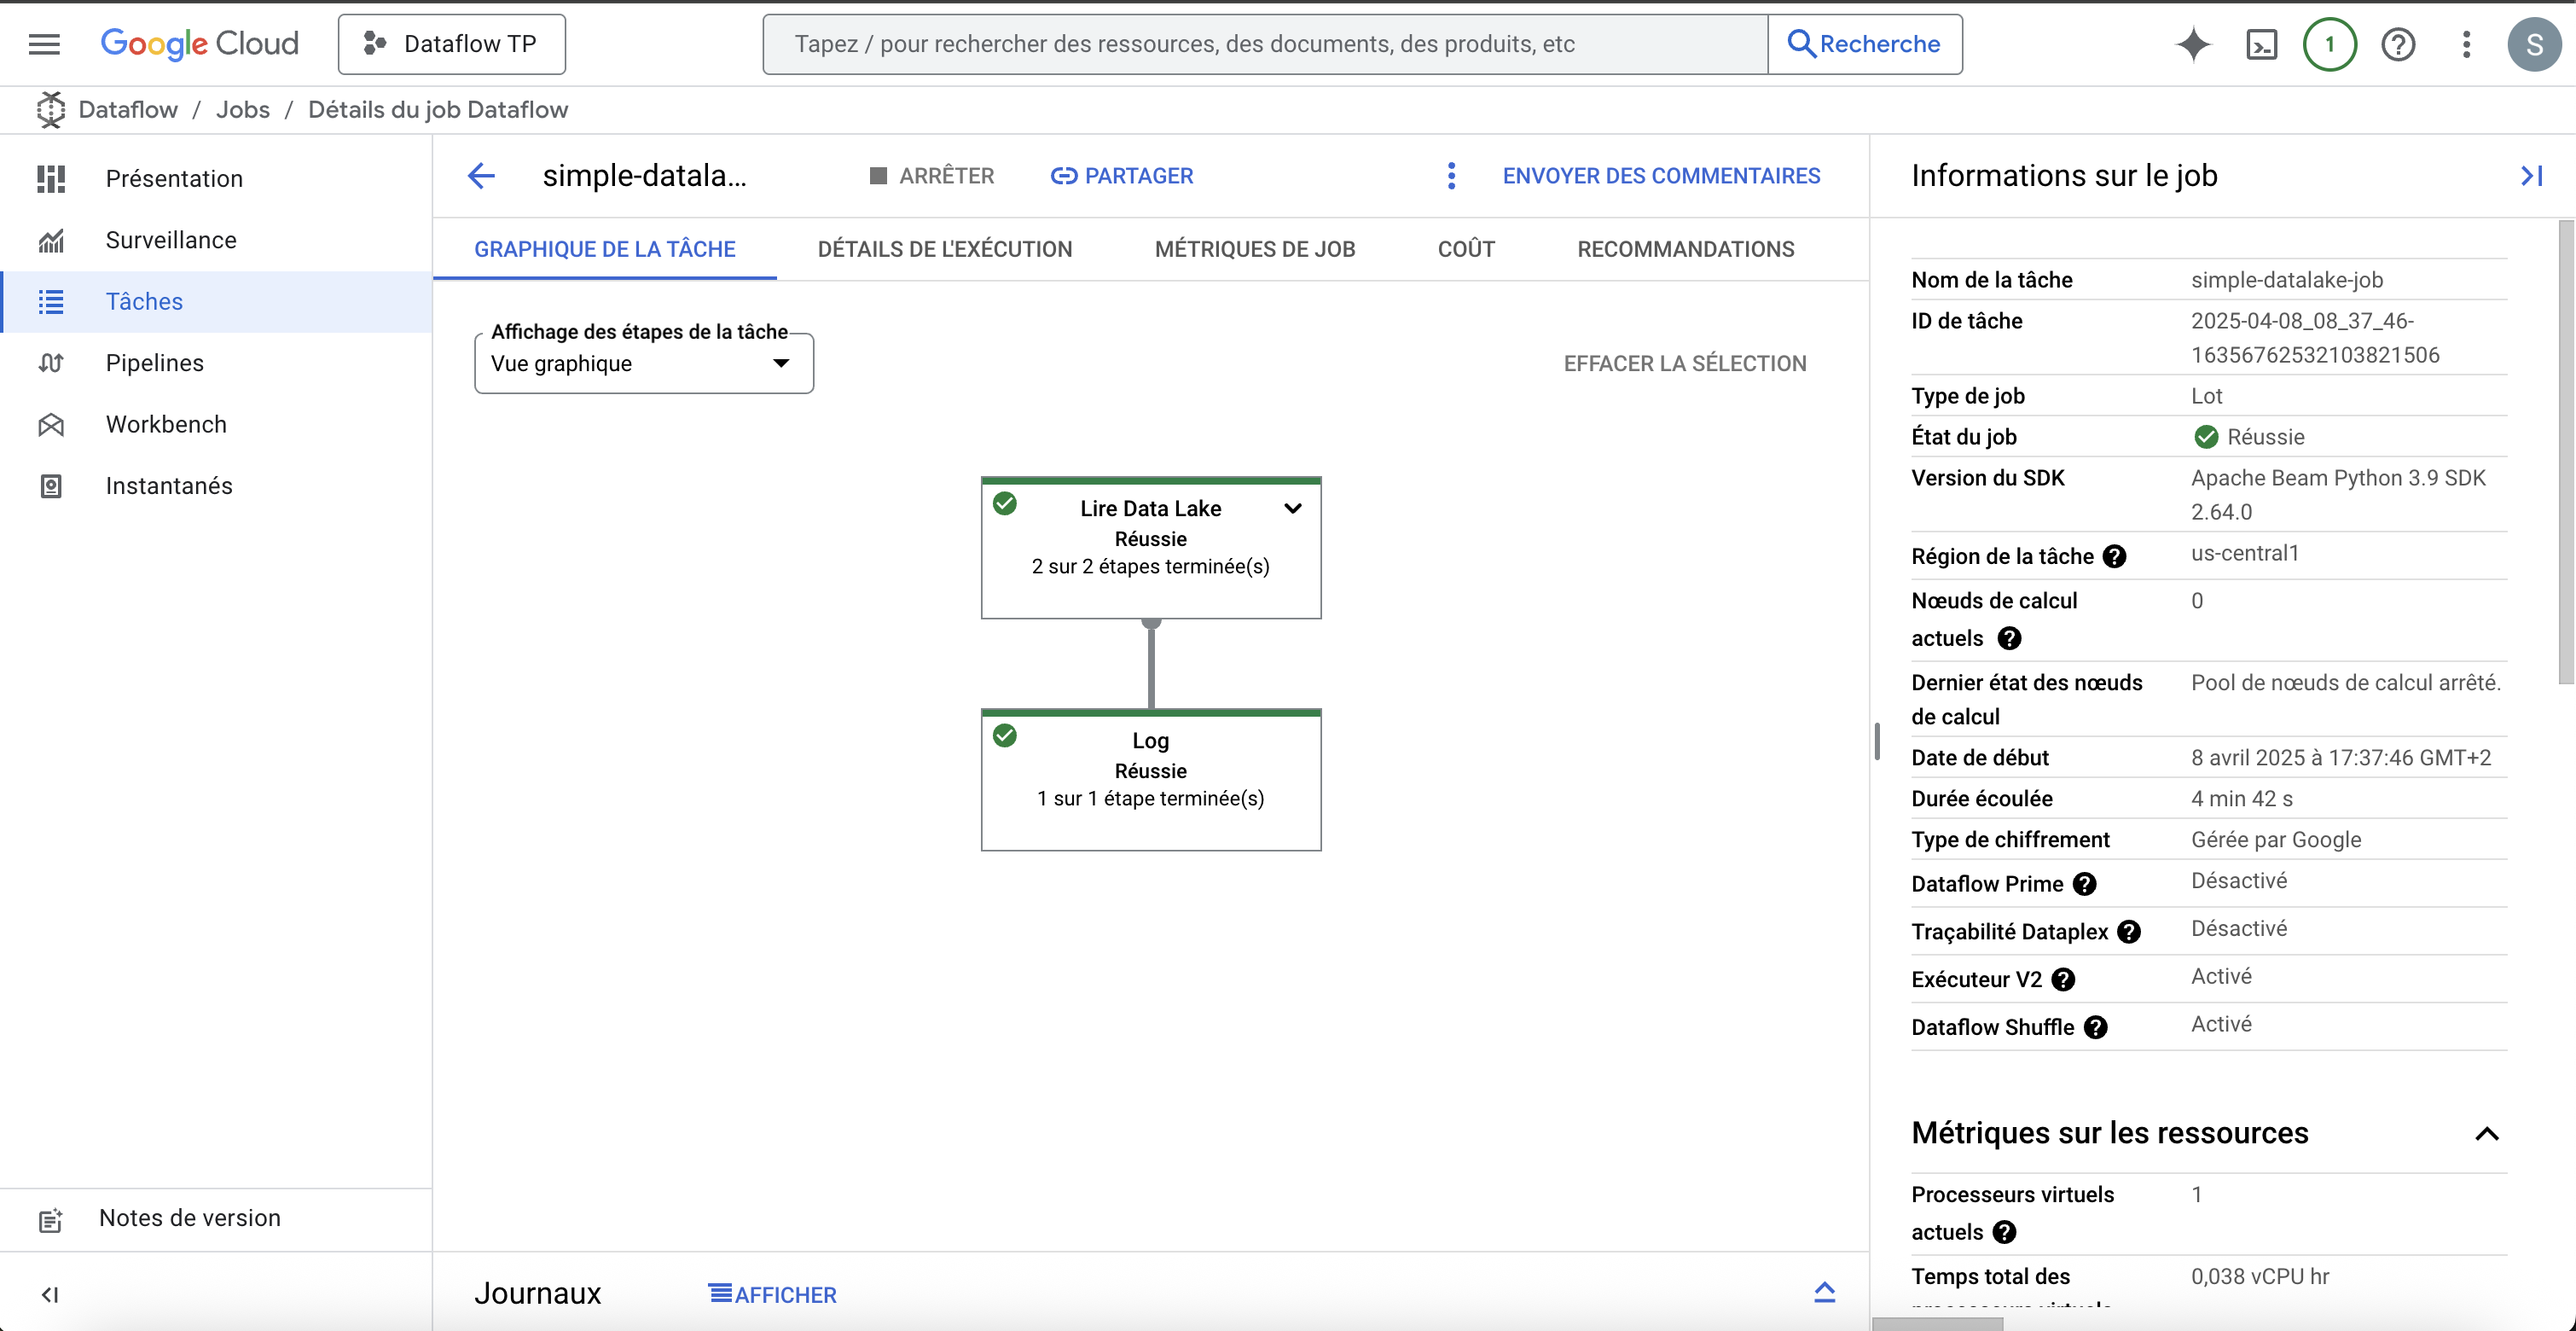 Google Cloud
Dataflow TP
Tapez / pour rechercher des ressources, des documents, des produits, etc
Recherche
1
S
Dataflow / Jobs / Détails du job Dataflow
Présentation
Surveillance
Tâches
Pipelines
Workbench
Instantanés
Notes de version
simple-datala...
ARRÊTER
PARTAGER
ENVOYER DES COMMENTAIRES
GRAPHIQUE DE LA TÂCHE
DÉTAILS DE L'EXÉCUTION
MÉTRIQUES DE JOB
COÛT
RECOMMANDATIONS
Affichage des étapes de la tâche
Vue graphique
EFFACER LA SÉLECTION
Lire Data Lake
Réussie
2 sur 2 étapes terminée(s)
Log
Réussie
1 sur 1 étape terminée(s)
Journaux
AFFICHER
Informations sur le job
Nom de la tâche simple-datalake-job
ID de tâche 2025-04-08_08_37_46-
16356762532103821506
Type de job Lot
État du job Réussie
Version du SDK Apache Beam Python 3.9 SDK
2.64.0
Région de la tâche us-central1
Nœuds de calcul 0
actuels
Dernier état des nœuds Pool de nœuds de calcul arrêté.
de calcul
Date de début 8 avril 2025 à 17:37:46 GMT+2
Durée écoulée 4 min 42 s
Type de chiffrement Gérée par Google
Dataflow Prime Désactivé
Traçabilité Dataplex Désactivé
Exécuteur V2 Activé
Dataflow Shuffle Activé
Métriques sur les ressources
Processeurs virtuels 1
actuels
Temps total des 0,038 vCPU hr